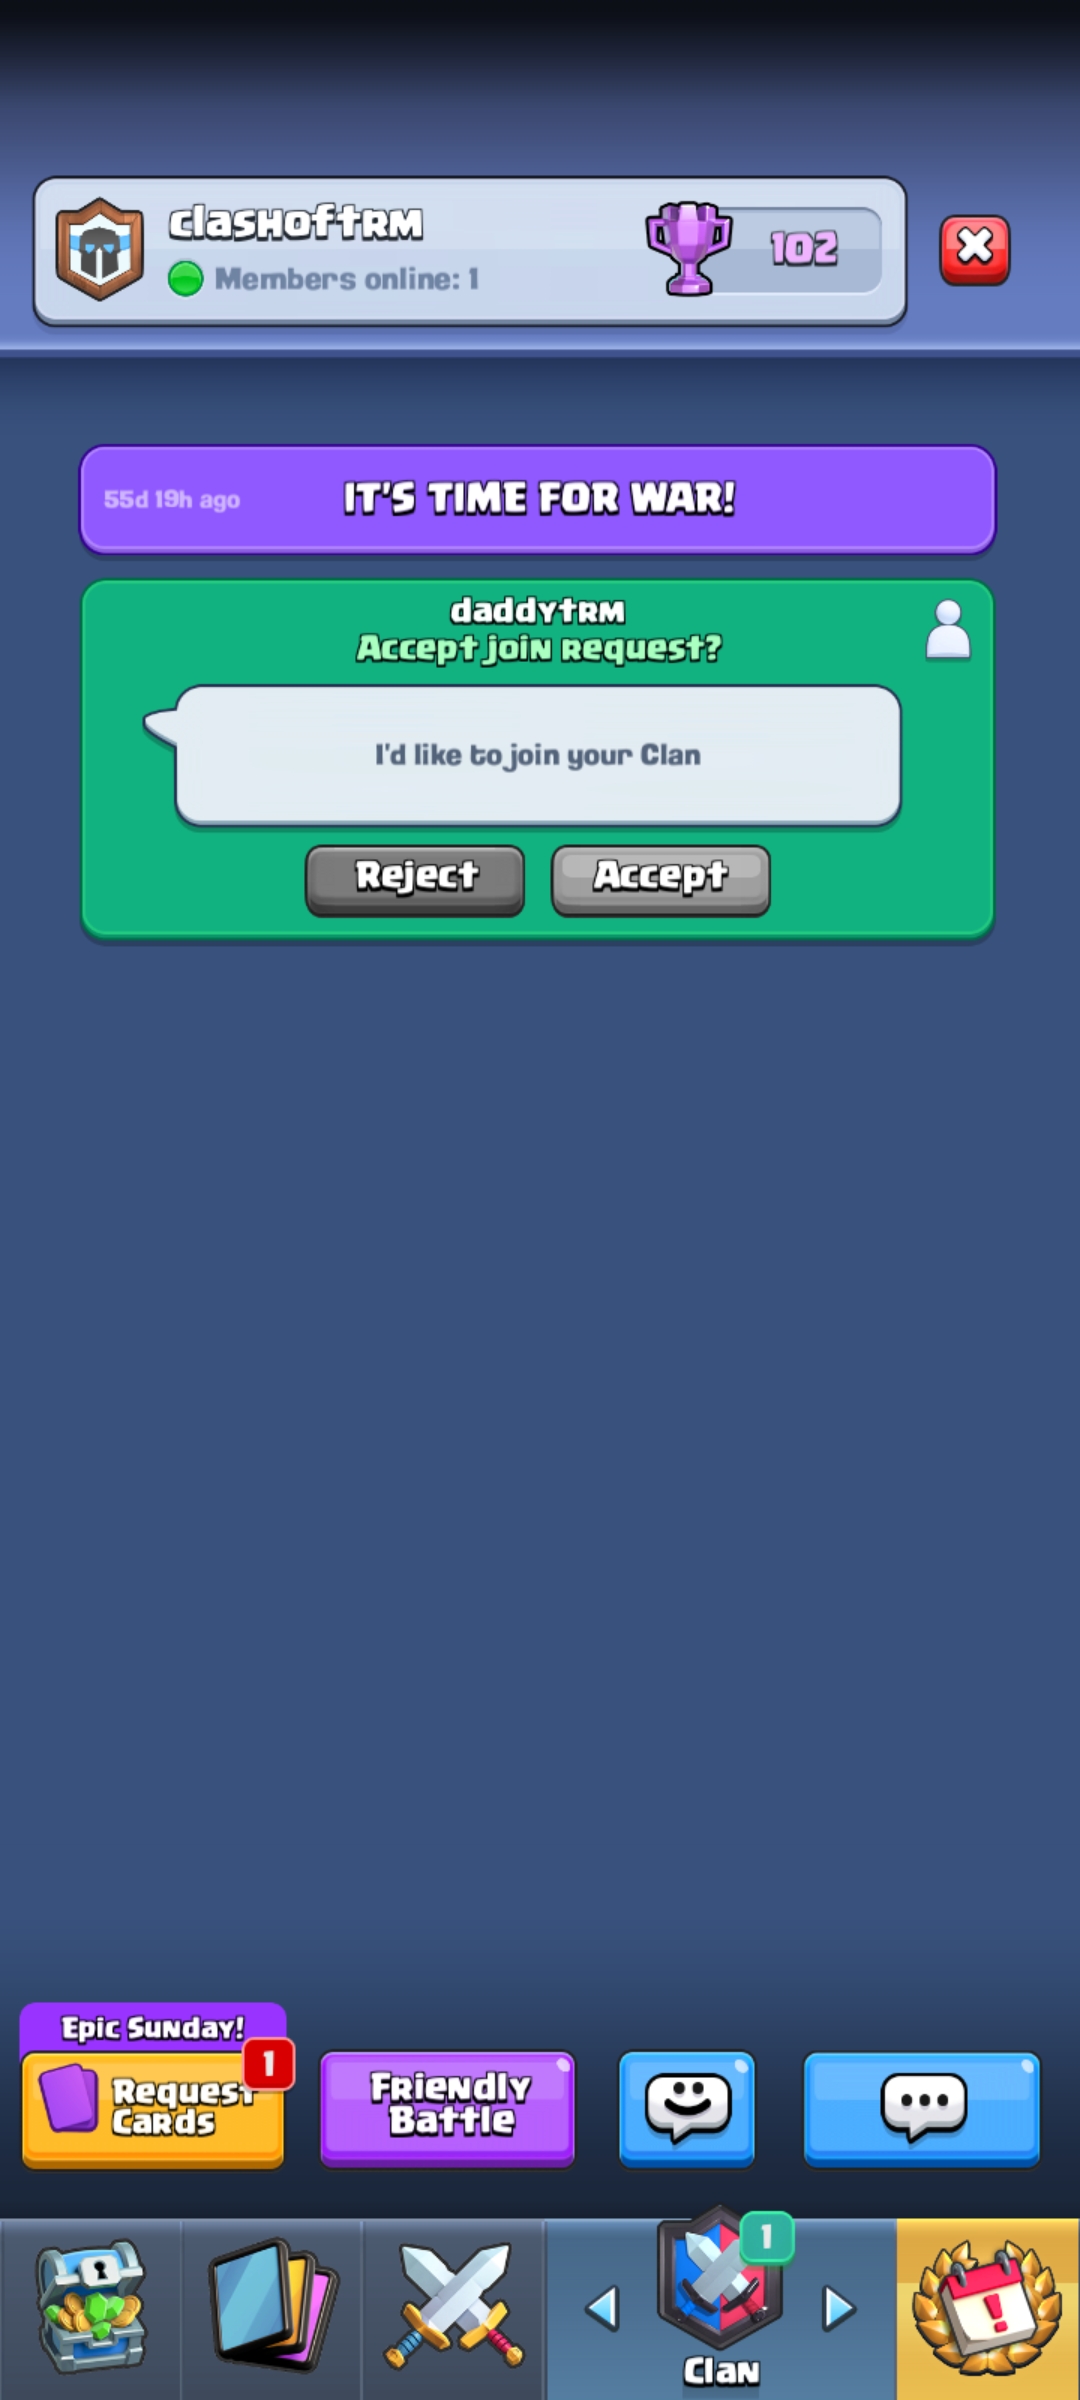 clashoftRM
102
Members online: 1
55d 19h ago
IT'S TIME FOR WAR!
daddytRM
Accept join request?
I'd like to join your Clan
Reject
Accept
Epic Sunday!
1
Request
Cards
Friendly
Battle
1
Clan